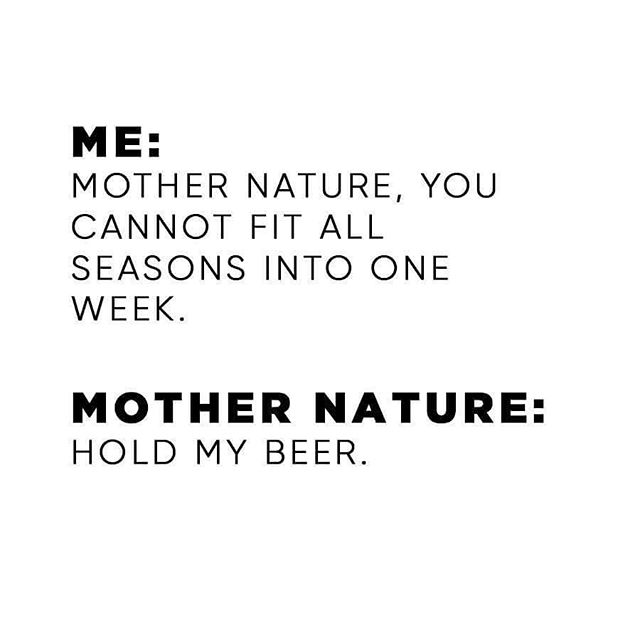 ME:
MOTHER NATURE, YOU
CANNOT FIT ALL
SEASONS INTO ONE
WEEK.
MOTHER NATURE:
HOLD MY BEER.